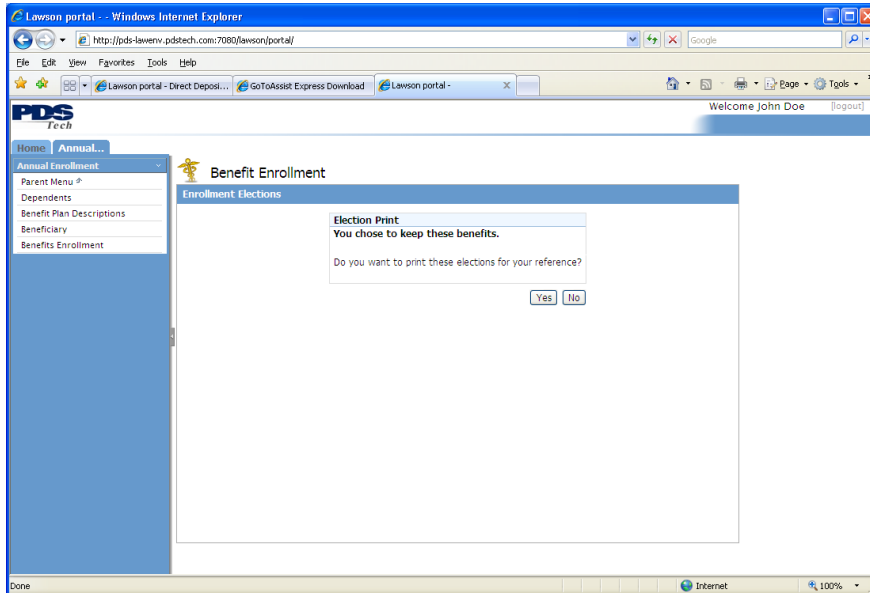 Lawson portal - - Windows Internet Explorer
http://pds-lawenv.pdstech.com:7080/lawson/portal/
Google
File Edit View Favorites Tools Help
Lawson portal - Direct Deposi... GoToAssist Express Download Lawson portal - X Page Tools
PDS
Tech
Welcome John Doe [logout]
Home Annual...
Annual Enrollment
Parent Menu
Dependents
Benefit Plan Descriptions
Beneficiary
Benefits Enrollment
Benefit Enrollment
Enrollment Elections
Election Print
You chose to keep these benefits.
Do you want to print these elections for your reference?
Yes No
Done Internet 100%